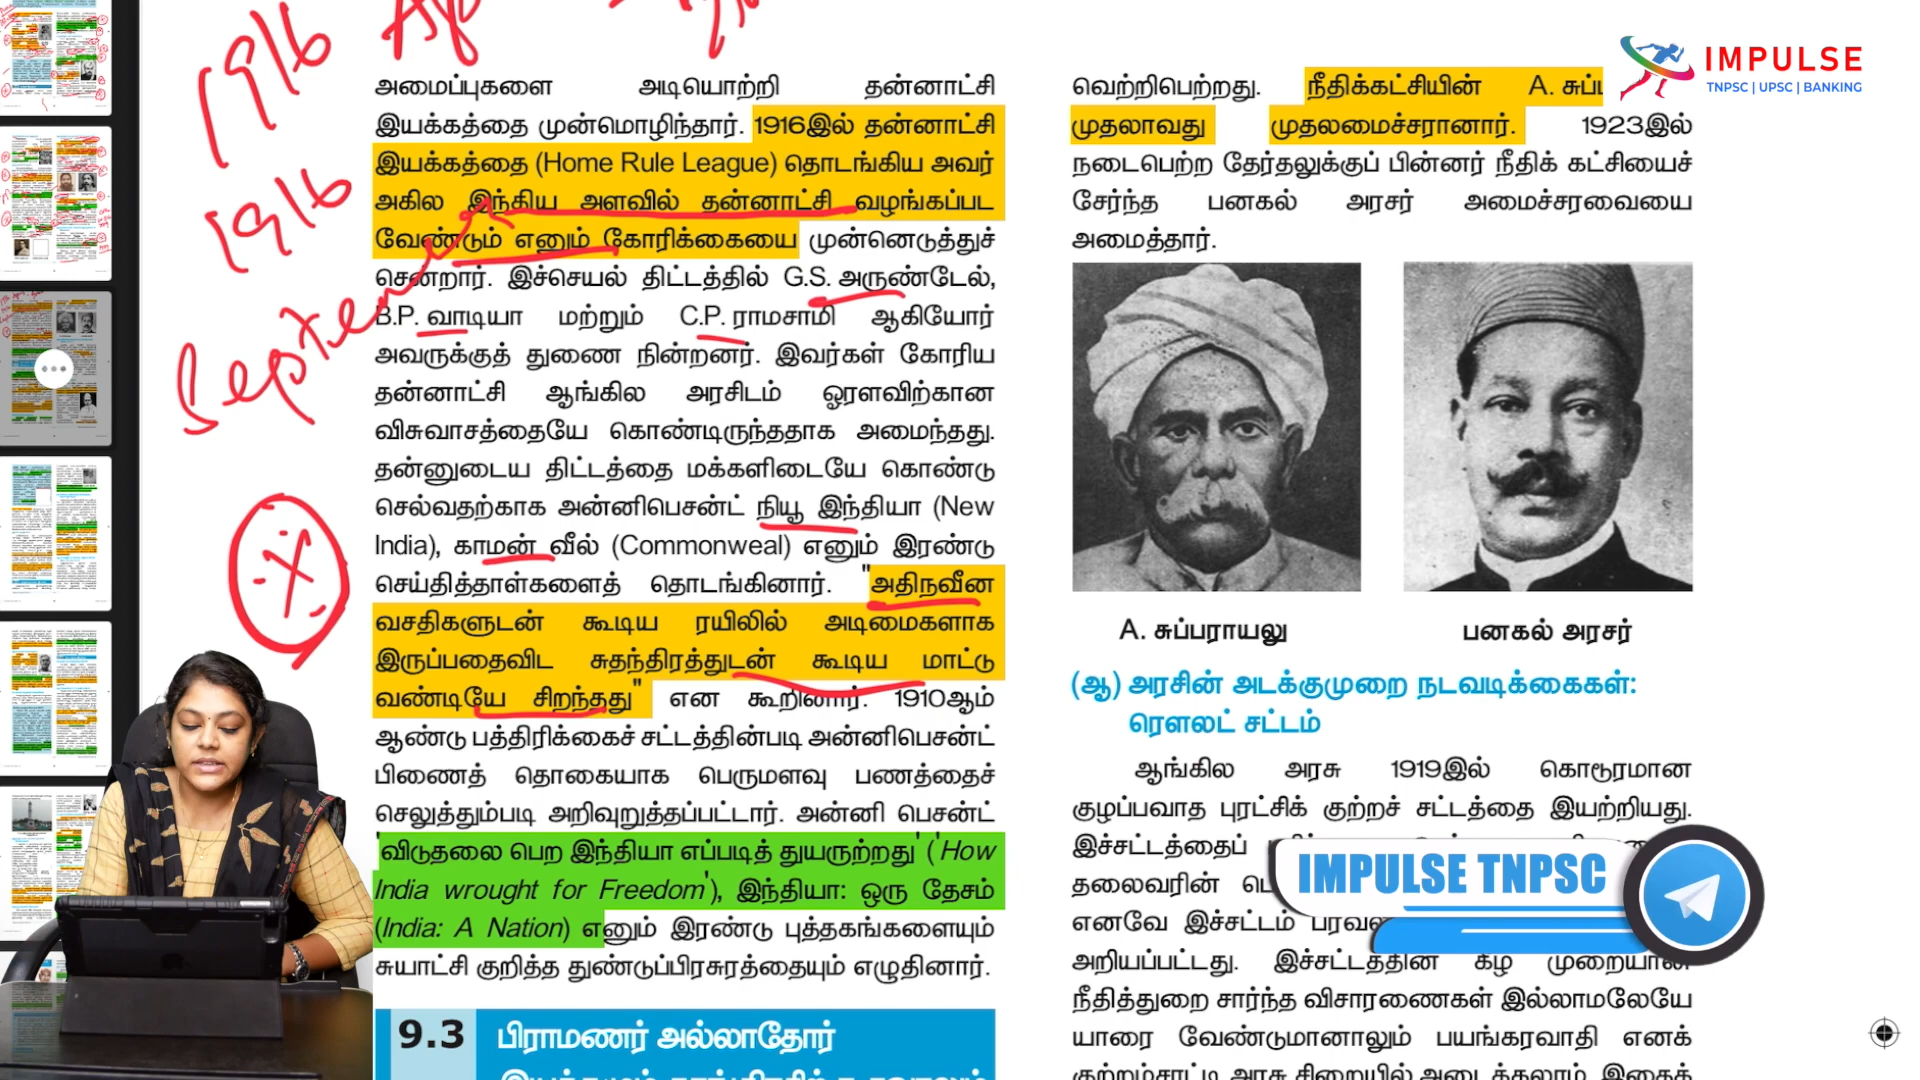 1916
1916
Septem
அமைப்புகளை அடியொற்றி தன்னாட்சி
இயக்கத்தை முன்மொழிந்தார். 1916இல் தன்னாட்சி
இயக்கத்தை (Home Rule League) தொடங்கிய அவர்
அகில இந்திய அளவில் தன்னாட்சி வழங்கப்பட
வேண்டும் எனும் கோரிக்கையை முன்னெடுத்துச்
சென்றார். இச்செயல் திட்டத்தில் G.S. அருண்டேல்,
B.P. வாடியா மற்றும் C.P. ராமசாமி ஆகியோர்
அவருக்குத் துணை நின்றனர். இவர்கள் கோரிய
தன்னாட்சி ஆங்கில அரசிடம் ஓரளவிற்கான
விசுவாசத்தையே கொண்டிருந்ததாக அமைந்தது.
தன்னுடைய திட்டத்தை மக்களிடையே கொண்டு
செல்வதற்காக அன்னிபெசன்ட் நியூ இந்தியா (New
India), காமன் வீல் (Commonweal) எனும் இரண்டு
செய்தித்தாள்களைத் தொடங்கினார். "அதிநவீன
வசதிகளுடன் கூடிய ரயிலில் அடிமைகளாக
இருப்பதைவிட சுதந்திரத்துடன் கூடிய மாட்டு
வண்டியே சிறந்தது" என கூறினார். 1910ஆம்
ஆண்டு பத்திரிக்கைச் சட்டத்தின்படி அன்னிபெசன்ட்
பிணைத் தொகையாக பெருமளவு பணத்தைச்
செலுத்தும்படி அறிவுறுத்தப்பட்டார். அன்னி பெசன்ட்
'விடுதலை பெற இந்தியா எப்படித் துயருற்றது' ('How
India wrought for Freedom'), இந்தியா: ஒரு தேசம்
(India: A Nation) எனும் இரண்டு புத்தகங்களையும்
சுயாட்சி குறித்த துண்டுப்பிரசுரத்தையும் எழுதினார்.
9.3 பிராமணர் அல்லாதோர்
வெற்றிபெற்றது. நீதிக்கட்சியின் A.
முதலாவது முதலமைச்சரானார். 1923இல்
நடைபெற்ற தேர்தலுக்குப் பின்னர் நீதிக் கட்சியைச்
சேர்ந்த பனகல் அரசர் அமைச்சரவையை
அமைத்தார்.
A. சுப்பராயலு பனகல் அரசர்
(ஆ) அரசின் அடக்குமுறை நடவடிக்கைகள்:
ரௌலட் சட்டம்
ஆங்கில அரசு 1919இல் கொடூரமான
குழப்பவாத புரட்சிக் குற்றச் சட்டத்தை இயற்றியது.
இச்சட்டத்தைப்
தலைவரின்
எனவே இச்சட்டம்
அறியப்பட்டது. இச்சட்டத்தின் கீழ் முறையான
நீதித்துறை சார்ந்த விசாரணைகள் இல்லாமலேயே
யாரை வேண்டுமானாலும் பயங்கரவாதி எனக்
குற்றம்சாட்டி அரசு சிறையில் அடைக்கலாம். இதைக்
IMPULSE
TNPSC | UPSC | BANKING
IMPULSE TNPSC